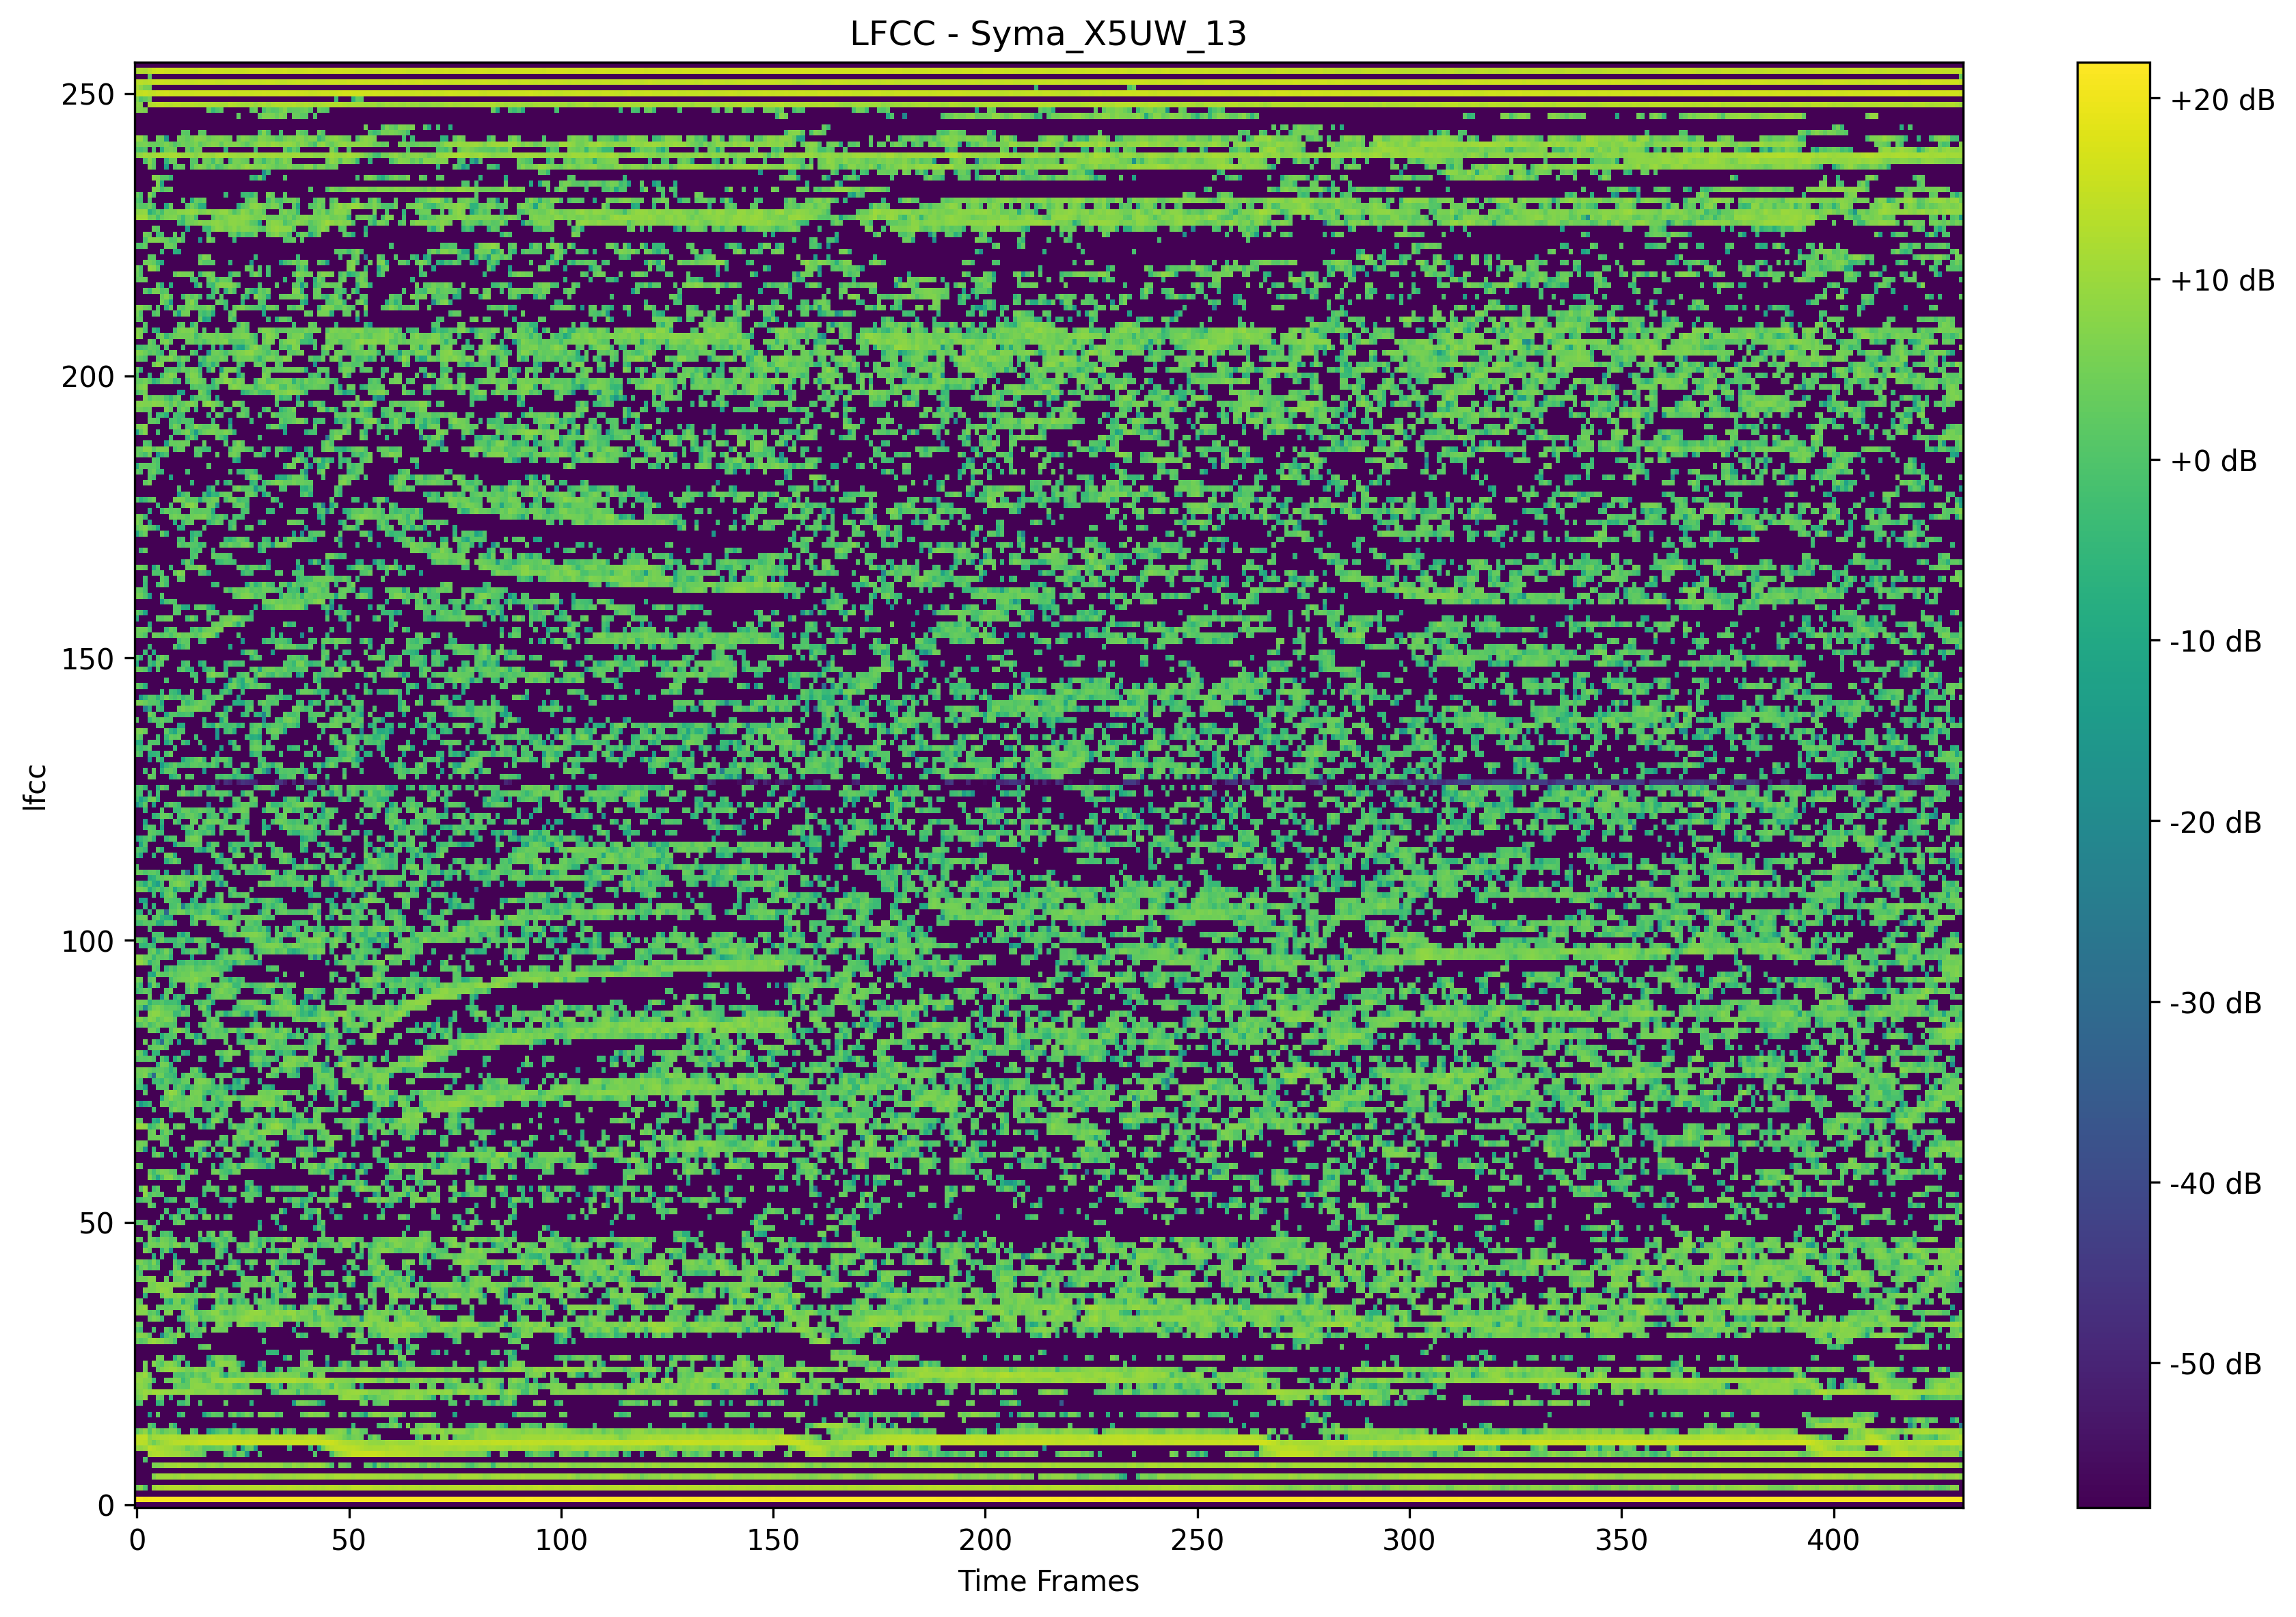 LFCC - Syma_X5UW_13
lfcc
250
200
150
100
50
0
0 50 100 150 200 250 300 350 400
Time Frames
+20 dB
+10 dB
+0 dB
-10 dB
-20 dB
-30 dB
-40 dB
-50 dB